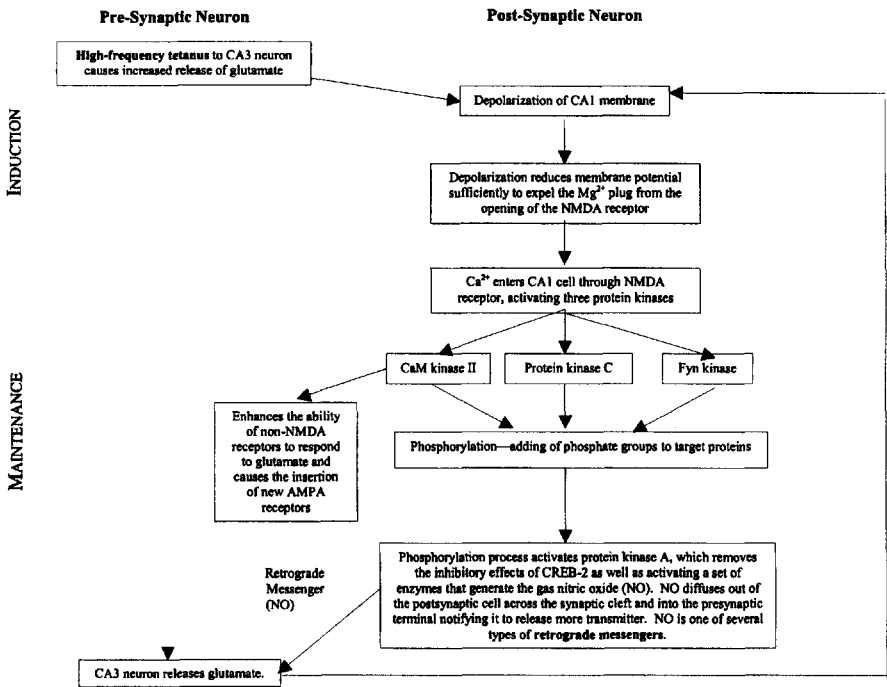 Pre-Synaptic Neuron
Post-Synaptic Neuron
High-frequency tetanus to CA3 neuron
causes increased release of glutamate
Depolarization of CA1 membrane
INDUCTION
Depolarization reduces membrane potential
sufficiently to expel the Mg²⁺ plug from the
opening of the NMDA receptor
Ca²⁺ enters CA1 cell through NMDA
receptor, activating three protein kinases
CaM kinase II
Protein kinase C
Fyn kinase
MAINTENANCE
Enhances the ability
of non-NMDA
receptors to respond
to glutamate and
causes the insertion
of new AMPA
receptors
Phosphorylation—adding of phosphate groups to target proteins
Phosphorylation process activates protein kinase A, which removes
the inhibitory effects of CREB-2 as well as activating a set of
enzymes that generate the gas nitric oxide (NO). NO diffuses out of
the postsynaptic cell across the synaptic cleft and into the presynaptic
terminal notifying it to release more transmitter. NO is one of several
types of retrograde messengers.
Retrograde
Messenger
(NO)
CA3 neuron releases glutamate.